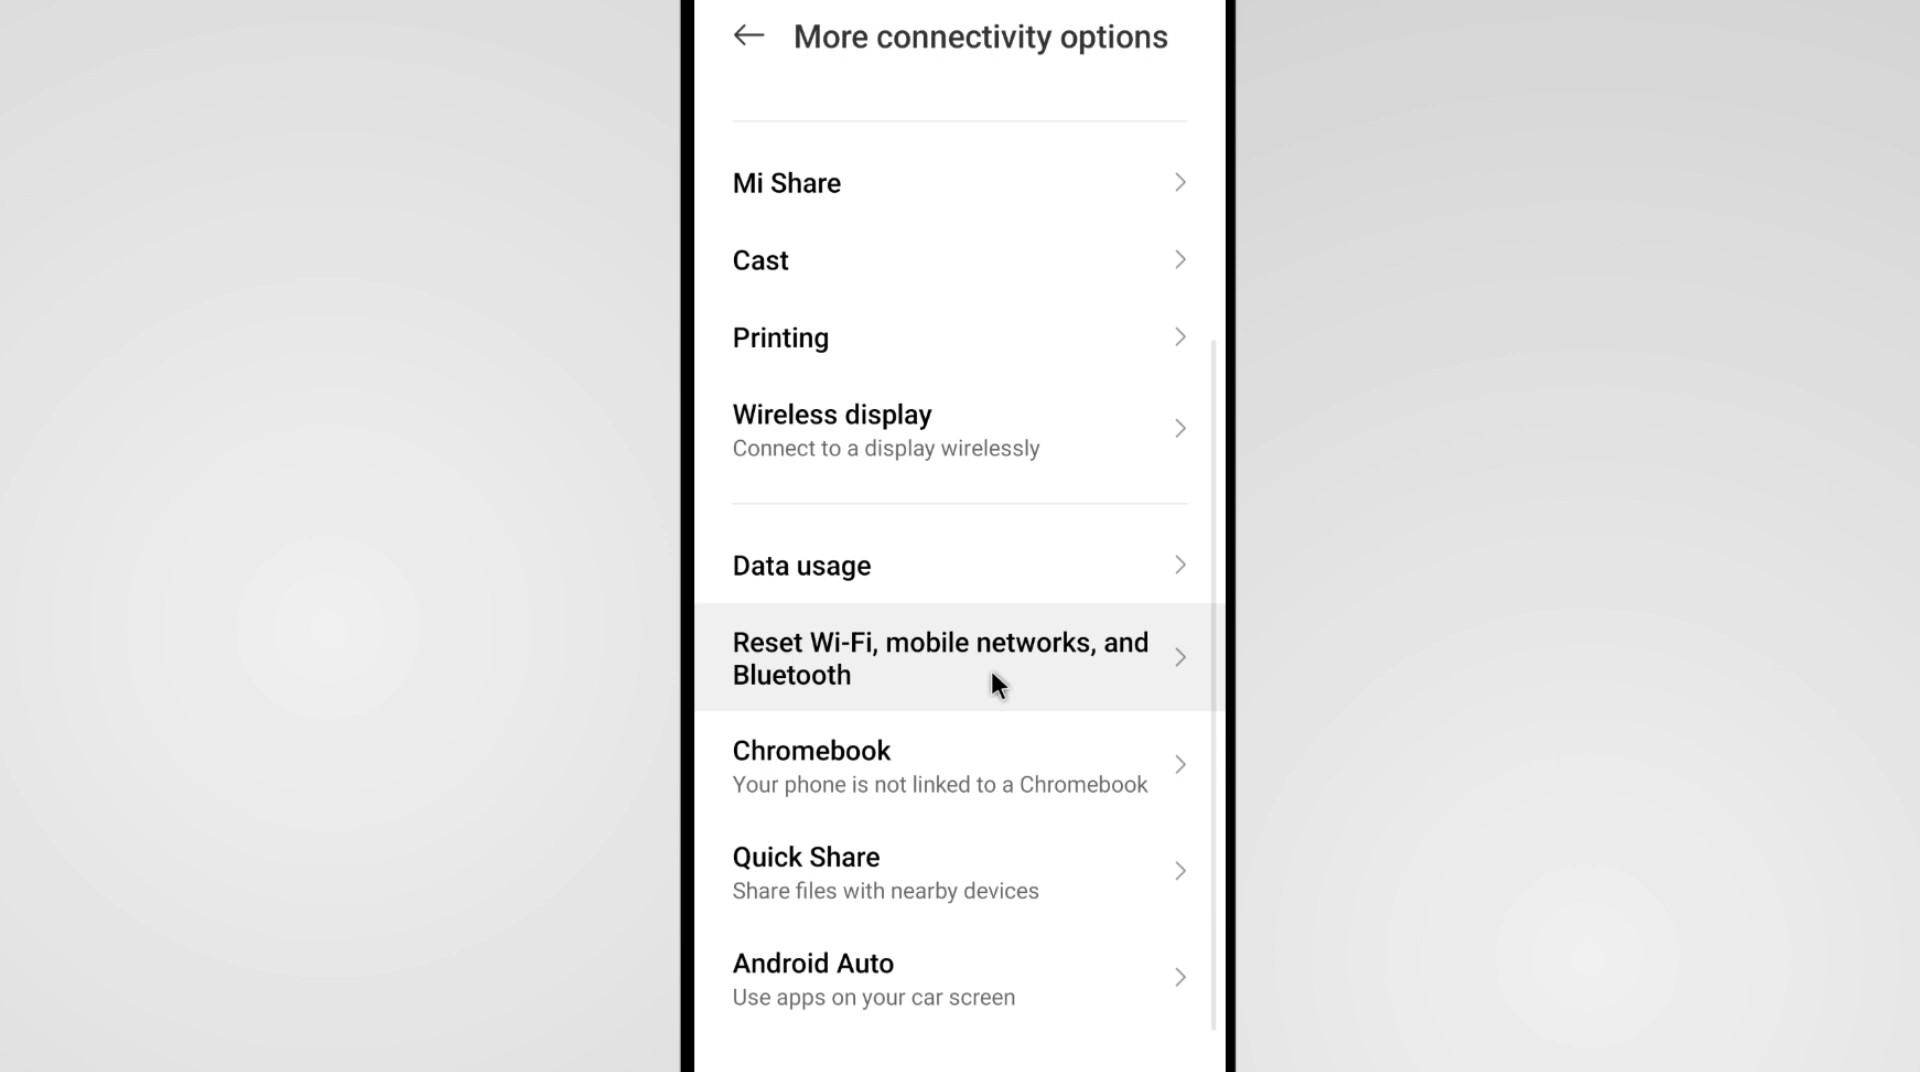 More connectivity options
Mi Share
Cast
Printing
Wireless display
Connect to a display wirelessly
Data usage
Reset Wi-Fi, mobile networks, and
Bluetooth
Chromebook
Your phone is not linked to a Chromebook
Quick Share
Share files with nearby devices
Android Auto
Use apps on your car screen